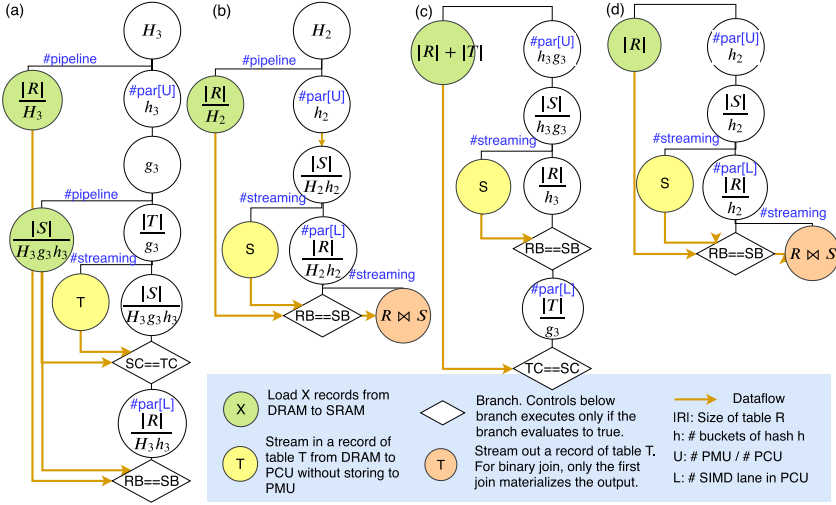 (a)
H₃
#pipeline
|R|
H₃
#par[U]
h₃
g₃
#pipeline
|S|
H₃g₃h₃
|T|
g₃
#streaming
T
|S|
H₃g₃h₃
SC==TC
#par[L]
|R|
H₃h₃
RB==SB
(b)
H₂
#pipeline
|R|
H₂
#par[U]
h₂
|S|
H₂h₂
#streaming
S
#par[L]
|R|
H₂h₂
#streaming
RB==SB
R ⋈ S
(c)
|R| + |T|
#par[U]
h₃g₃
|S|
h₃g₃
#streaming
S
|R|
h₃
RB==SB
#par[L]
|T|
g₃
TC==SC
(d)
|R|
#par[U]
h₂
|S|
h₂
#streaming
S
#par[L]
|R|
h₂
#streaming
RB==SB
R ⋈ S
X
Load X records from
DRAM to SRAM
T
Stream in a record of
table T from DRAM to
PCU without storing to
PMU
Branch. Controls below
branch executes only if the
branch evaluates to true.
T
Stream out a record of table T.
For binary join, only the first
join materializes the output.
Dataflow
|R|: Size of table R
h: # buckets of hash h
U: # PMU / # PCU
L: # SIMD lane in PCU